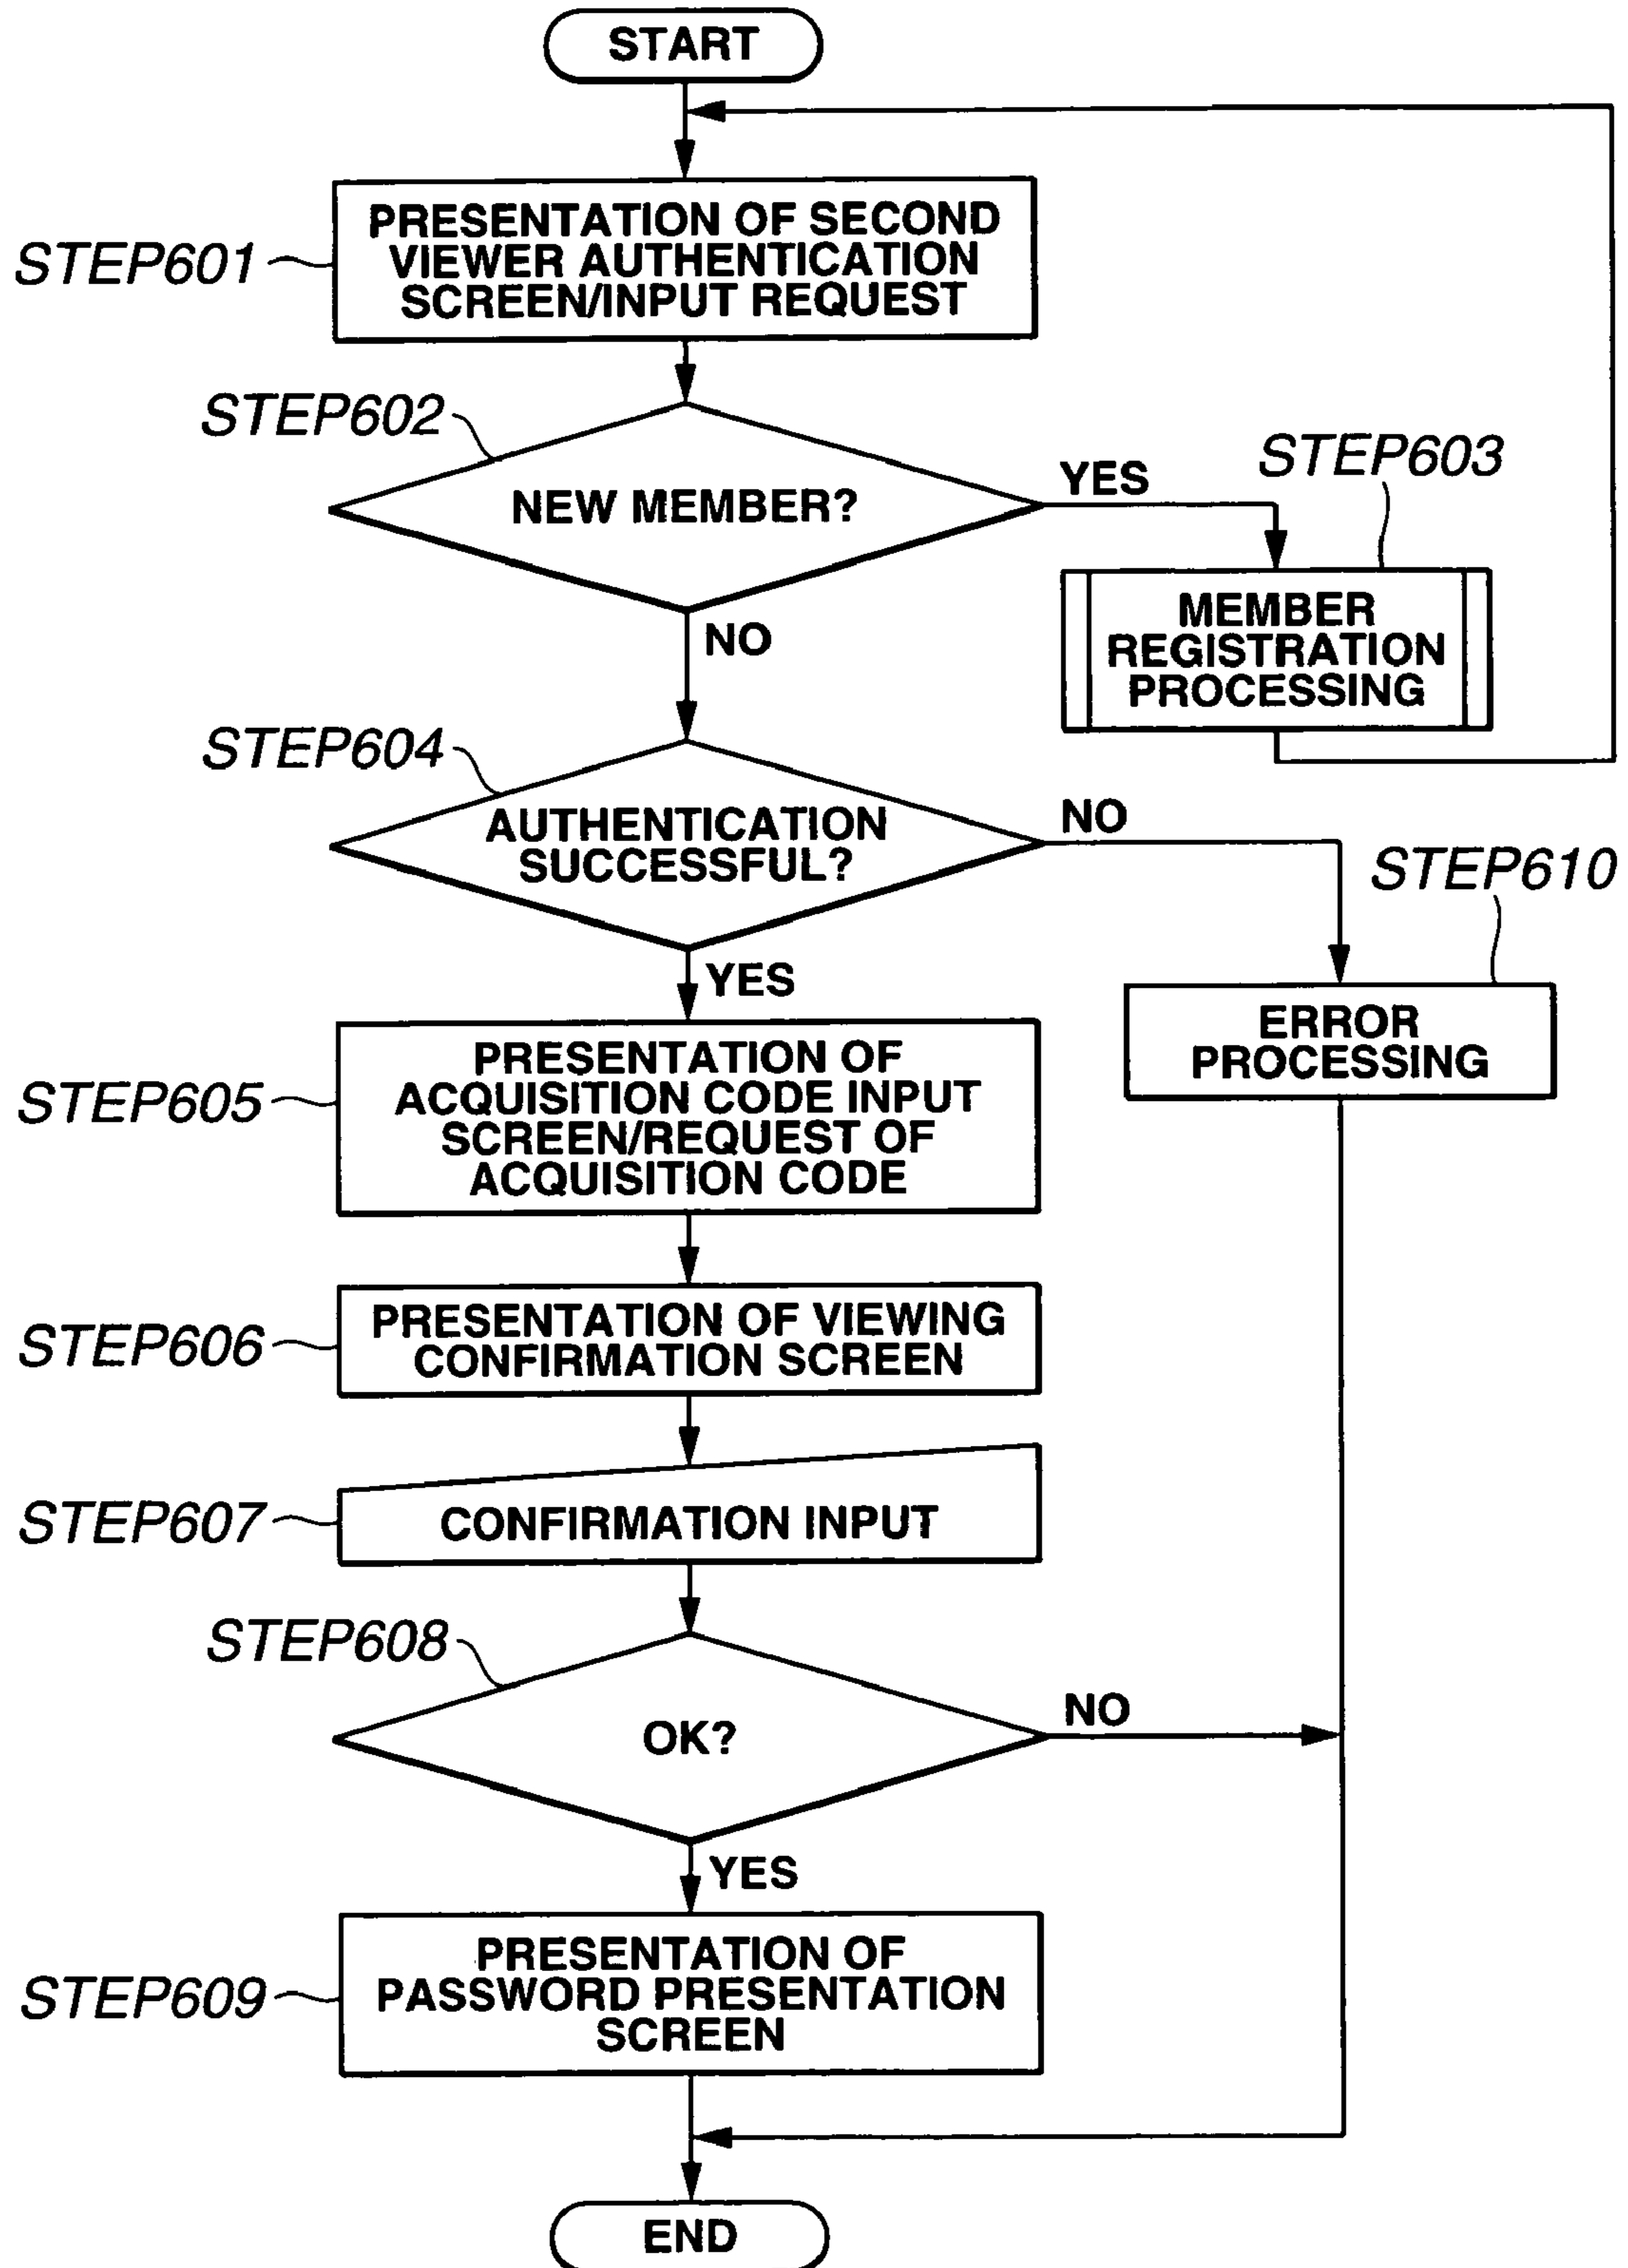 START
STEP601
PRESENTATION OF SECOND
VIEWER AUTHENTICATION
SCREEN/INPUT REQUEST
STEP602
NEW MEMBER?
YES
STEP603
MEMBER
REGISTRATION
PROCESSING
NO
STEP604
AUTHENTICATION
SUCCESSFUL?
NO
STEP610
ERROR
PROCESSING
YES
STEP605
PRESENTATION OF
ACQUISITION CODE INPUT
SCREEN/REQUEST OF
ACQUISITION CODE
STEP606
PRESENTATION OF VIEWING
CONFIRMATION SCREEN
STEP607
CONFIRMATION INPUT
STEP608
OK?
NO
YES
STEP609
PRESENTATION OF
PASSWORD PRESENTATION
SCREEN
END